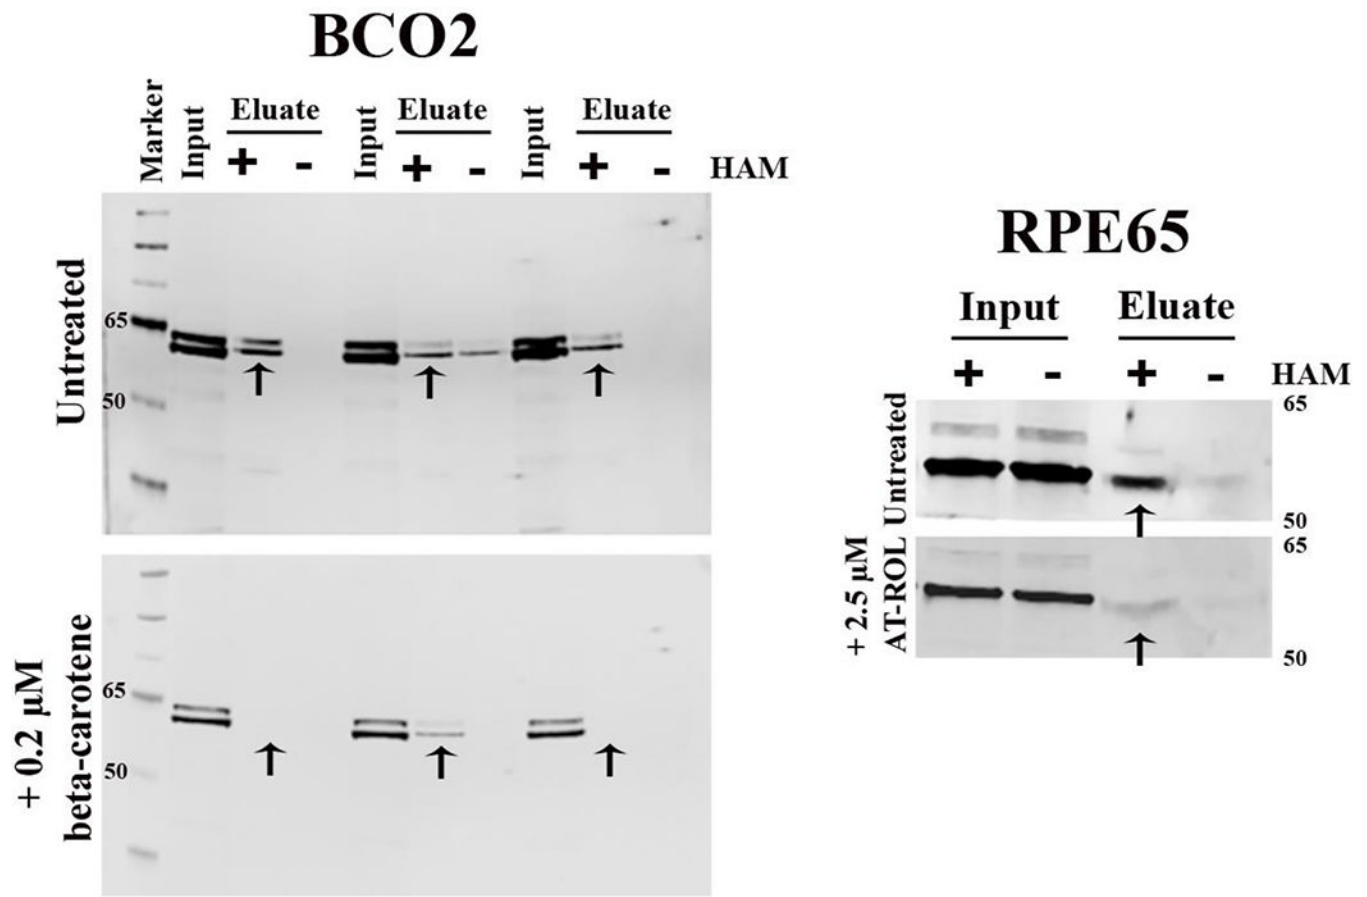 BCO2
Marker
Input
Eluate
Input
Eluate
Input
Eluate
+ - + - + - HAM
Untreated
65
50
+ 0.2 µM
beta-carotene
65
50
RPE65
Input Eluate
+ - + - HAM
Untreated
65
50
+ 2.5 µM
AT-ROL
65
50